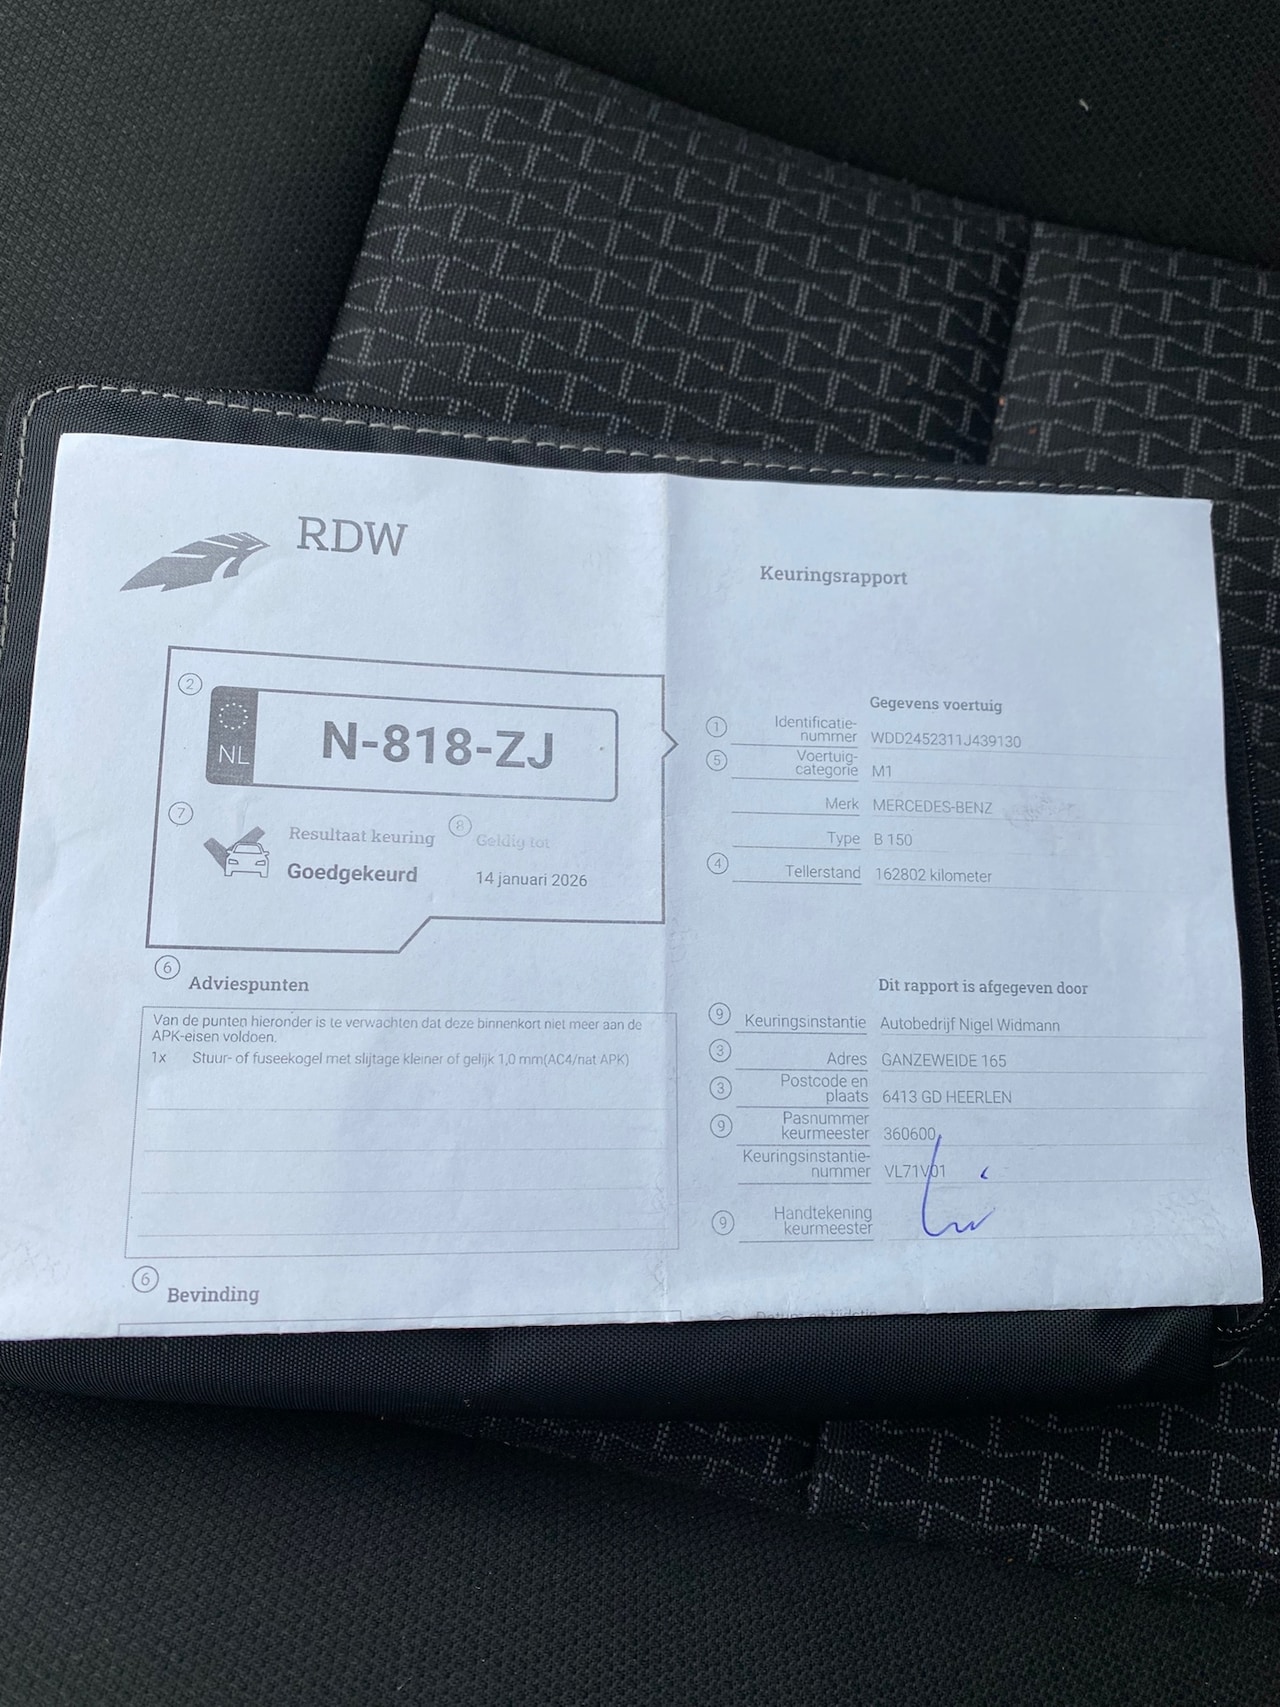 RDW
Keuringsrapport
2
NL
N-818-ZJ
7
Resultaat keuring
Goedgekeurd
8
Geldig tot
14 januari 2026
6
Adviespunten
Van de punten hieronder is te verwachten dat deze binnenkort niet meer aan de
APK-eisen voldoen.
1x Stuur- of fuseekogel met slijtage kleiner of gelijk 1,0 mm(AC4/nat APK)
6
Bevinding
Gegevens voertuig
1 Identificatie-
nummer WDD2452311J439130
5 Voertuig-
categorie M1
Merk MERCEDES-BENZ
Type B 150
4 Tellerstand 162802 kilometer
Dit rapport is afgegeven door
9 Keuringsinstantie Autobedrijf Nigel Widmann
3 Adres GANZEWEIDE 165
3 Postcode en
plaats 6413 GD HEERLEN
9 Pasnummer
keurmeester 360600
Keuringsinstantie-
nummer VL71V01
9 Handtekening
keurmeester